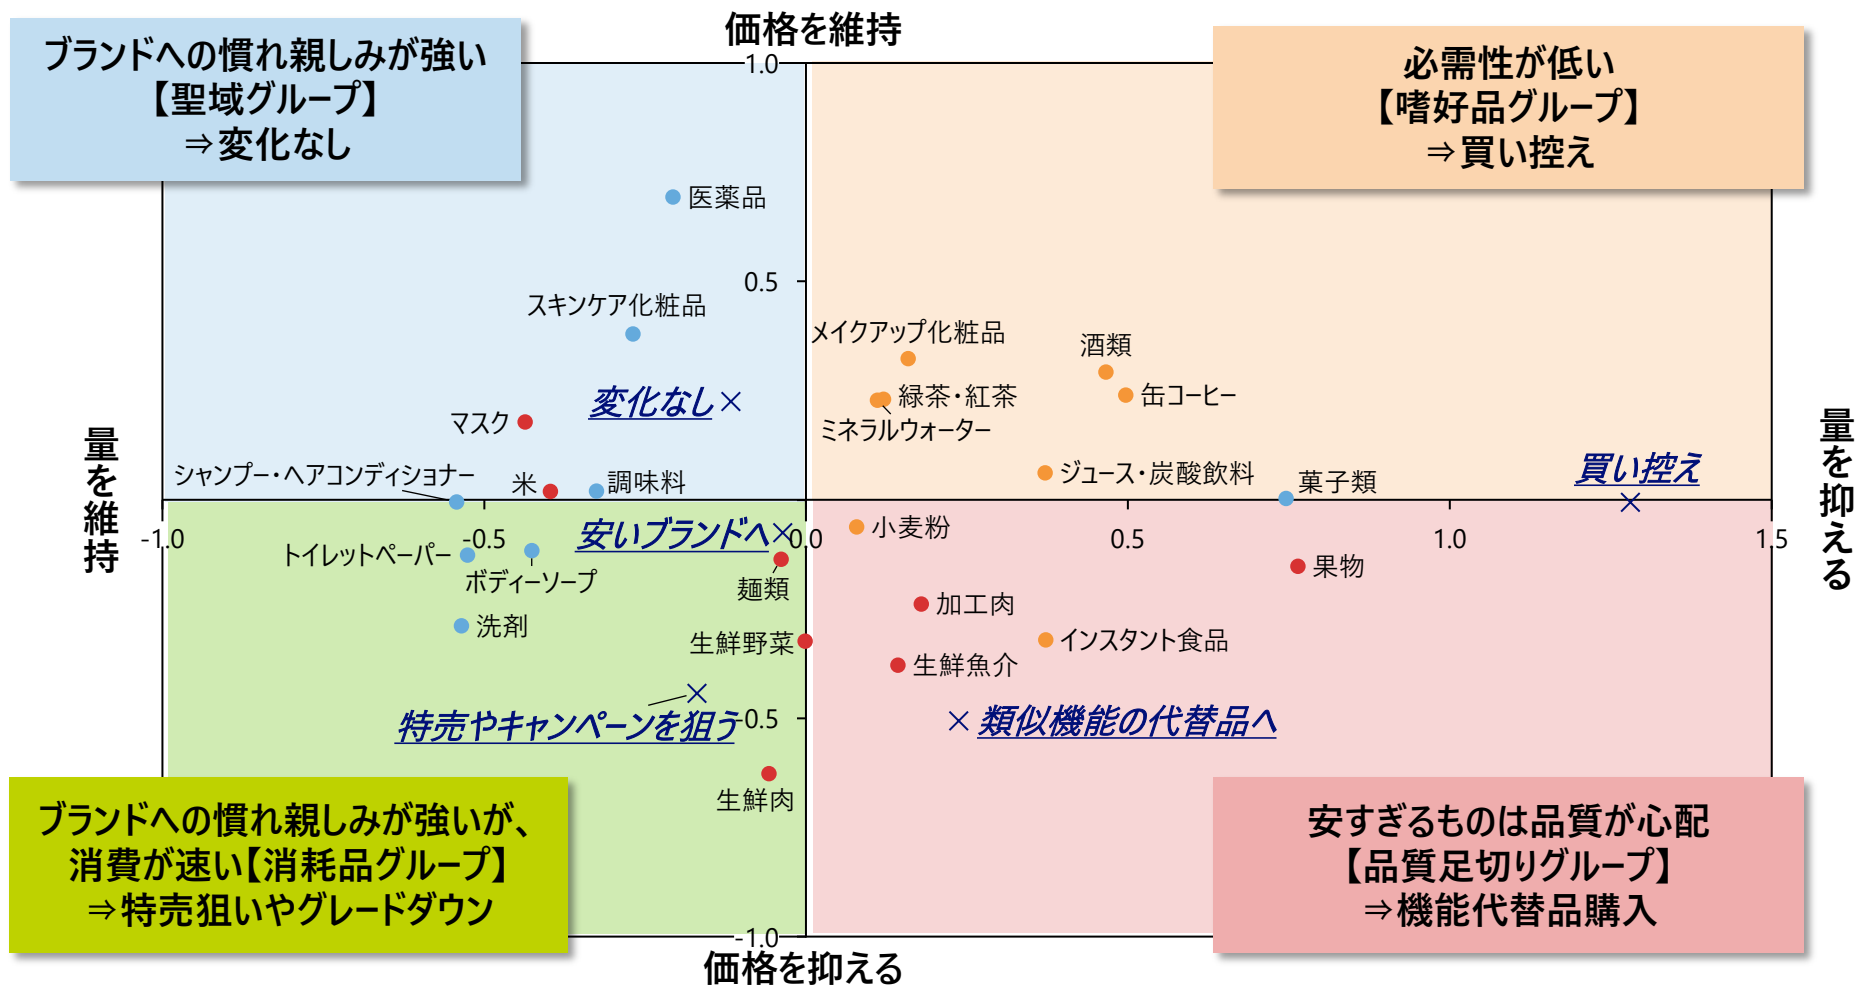 価格を維持
ブランドへの慣れ親しみが強い
【聖域グループ】
⇒変化なし
必需性が低い
【嗜好品グループ】
⇒買い控え
1.0
医薬品
0.5
スキンケア化粧品
メイクアップ化粧品
酒類
変化なし
緑茶・紅茶
缶コーヒー
マスク
ミネラルウォーター
量を維持
量を抑える
シャンプー・ヘアコンディショナー
米
調味料
ジュース・炭酸飲料
菓子類
買い控え
安いブランドへ
小麦粉
-1.0
-0.5
0.0
0.5
1.0
1.5
トイレットペーパー
ボディーソープ
麺類
果物
加工肉
洗剤
生鮮野菜
インスタント食品
生鮮魚介
特売やキャンペーンを狙う
-0.5
類似機能の代替品へ
生鮮肉
ブランドへの慣れ親しみが強いが、
消費が速い【消耗品グループ】
⇒特売狙いやグレードダウン
安すぎるものは品質が心配
【品質足切りグループ】
⇒機能代替品購入
-1.0
価格を抑える